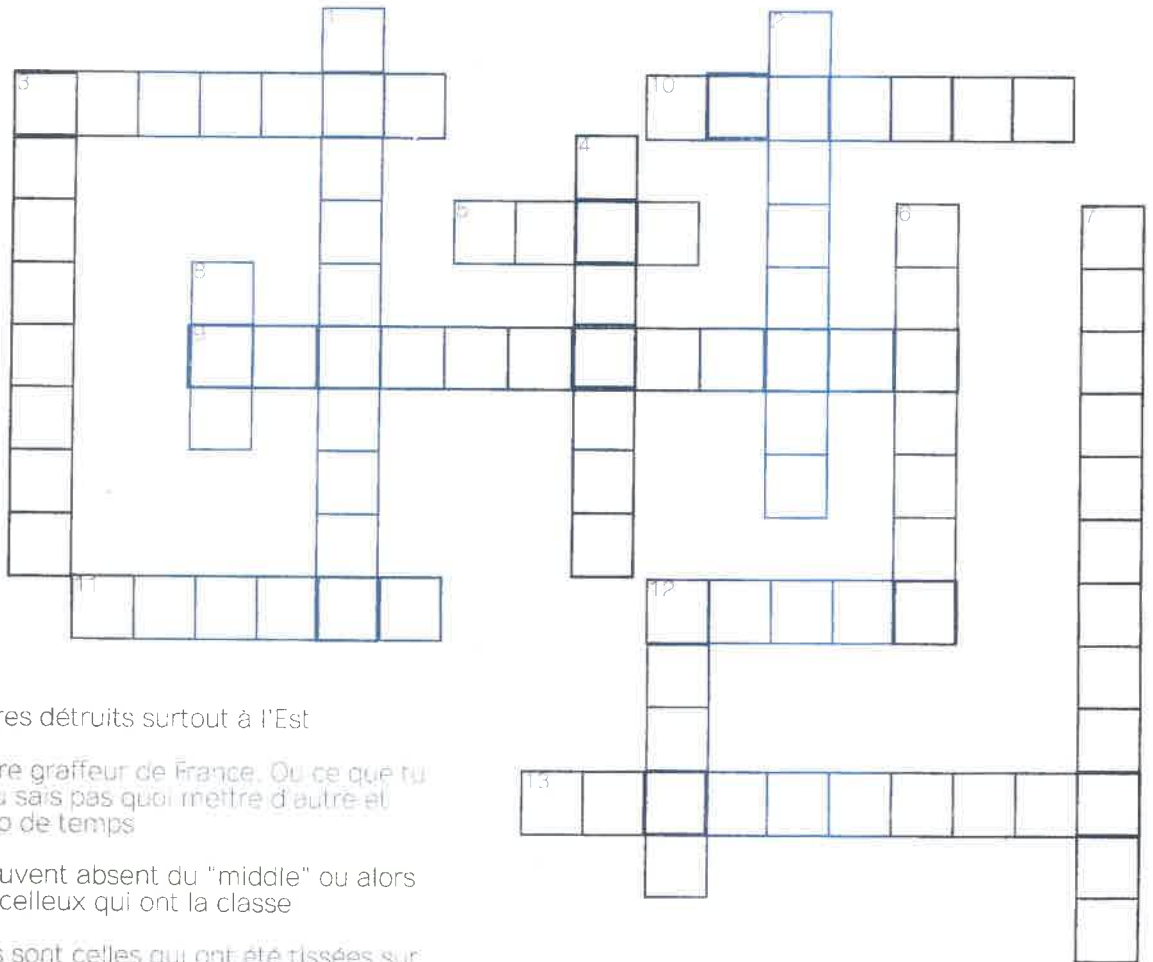 1
2
3
10
4
5
6
7
8
9
11
12
13
res détruits surtout à l'Est
re graffeur de France. Ou ce que tu
u sais pas quoi mettre d'autre et
p de temps
uvent absent du "middle" ou alors
celleux qui ont la classe
s sont celles qui ont été tissées sur